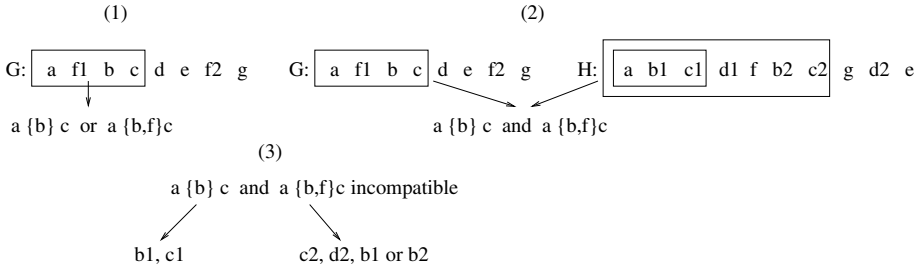 (1) (2)
G: a f1 b c d e f2 g G: a f1 b c d e f2 g H: a b1 c1 d1 f b2 c2 g d2 e
a {b} c or a {b,f}c a {b} c and a {b,f}c
(3)
a {b} c and a {b,f}c incompatible
b1, c1 c2, d2, b1 or b2